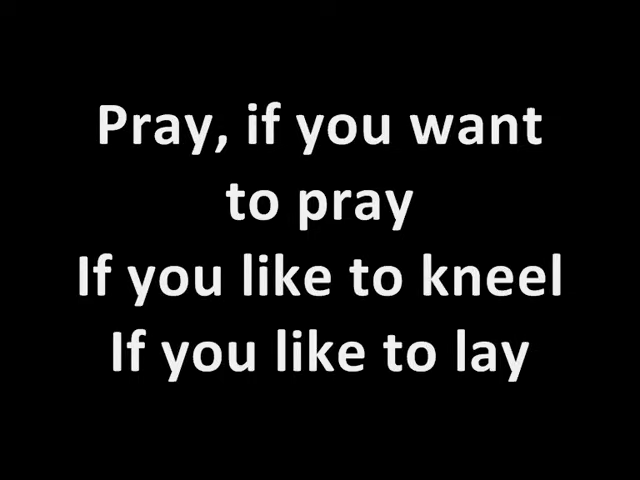 Pray, if you want
to pray
If you like to kneel
If you like to lay